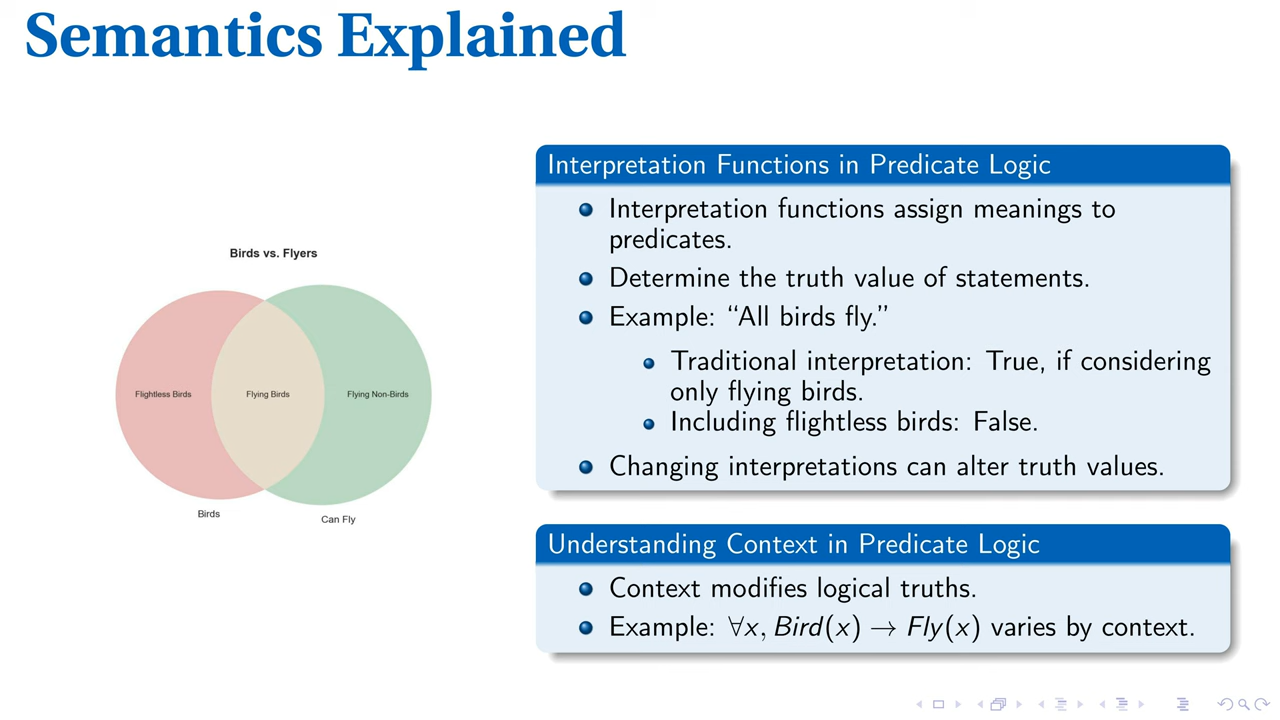 Semantics Explained
Birds vs. Flyers
Flightless Birds
Flying Birds
Flying Non-Birds
Birds
Can Fly
Interpretation Functions in Predicate Logic
Interpretation functions assign meanings to
predicates.
Determine the truth value of statements.
Example: “All birds fly.”
Traditional interpretation: True, if considering
only flying birds.
Including flightless birds: False.
Changing interpretations can alter truth values.
Understanding Context in Predicate Logic
Context modifies logical truths.
Example: ∀x, Bird(x) → Fly(x) varies by context.